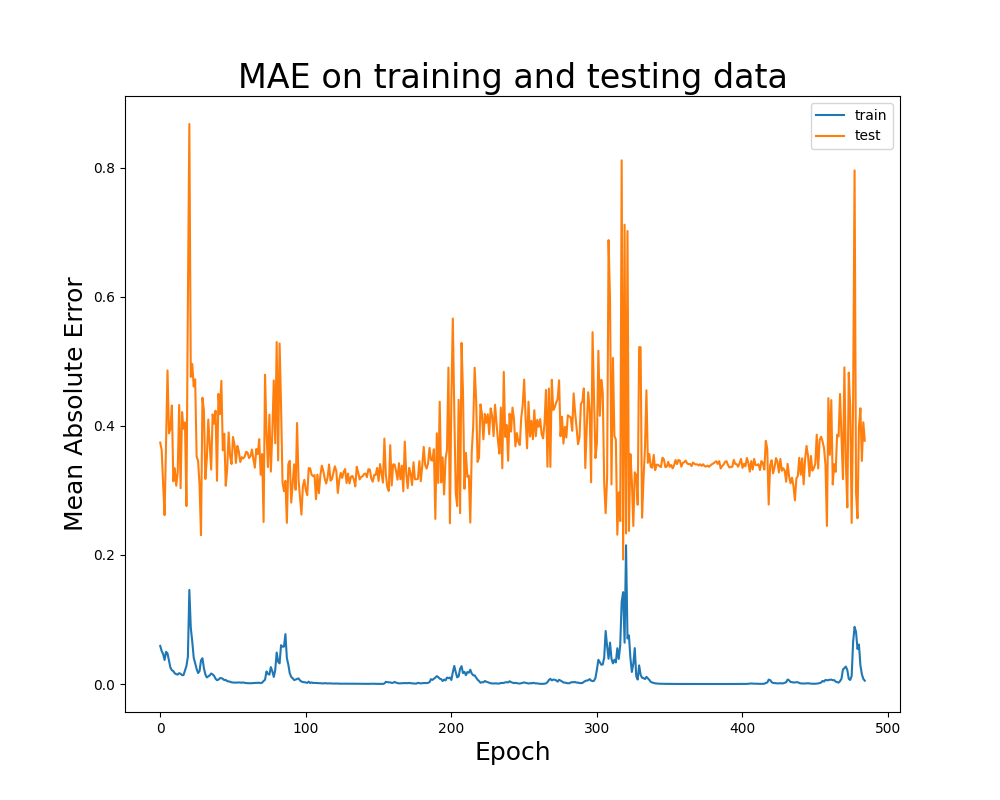 MAE on training and testing data
train
test
Mean Absolute Error
0.8
0.6
0.4
0.2
0.0
0 100 200 300 400 500
Epoch